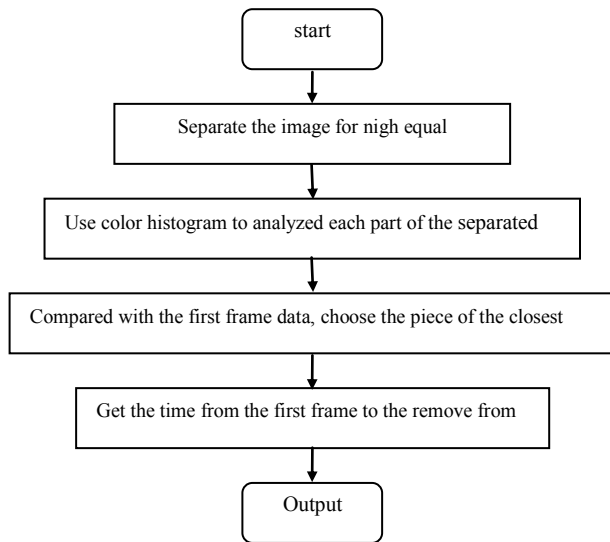 start
Separate the image for nigh equal
Use color histogram to analyzed each part of the separated
Compared with the first frame data, choose the piece of the closest
Get the time from the first frame to the remove from
Output